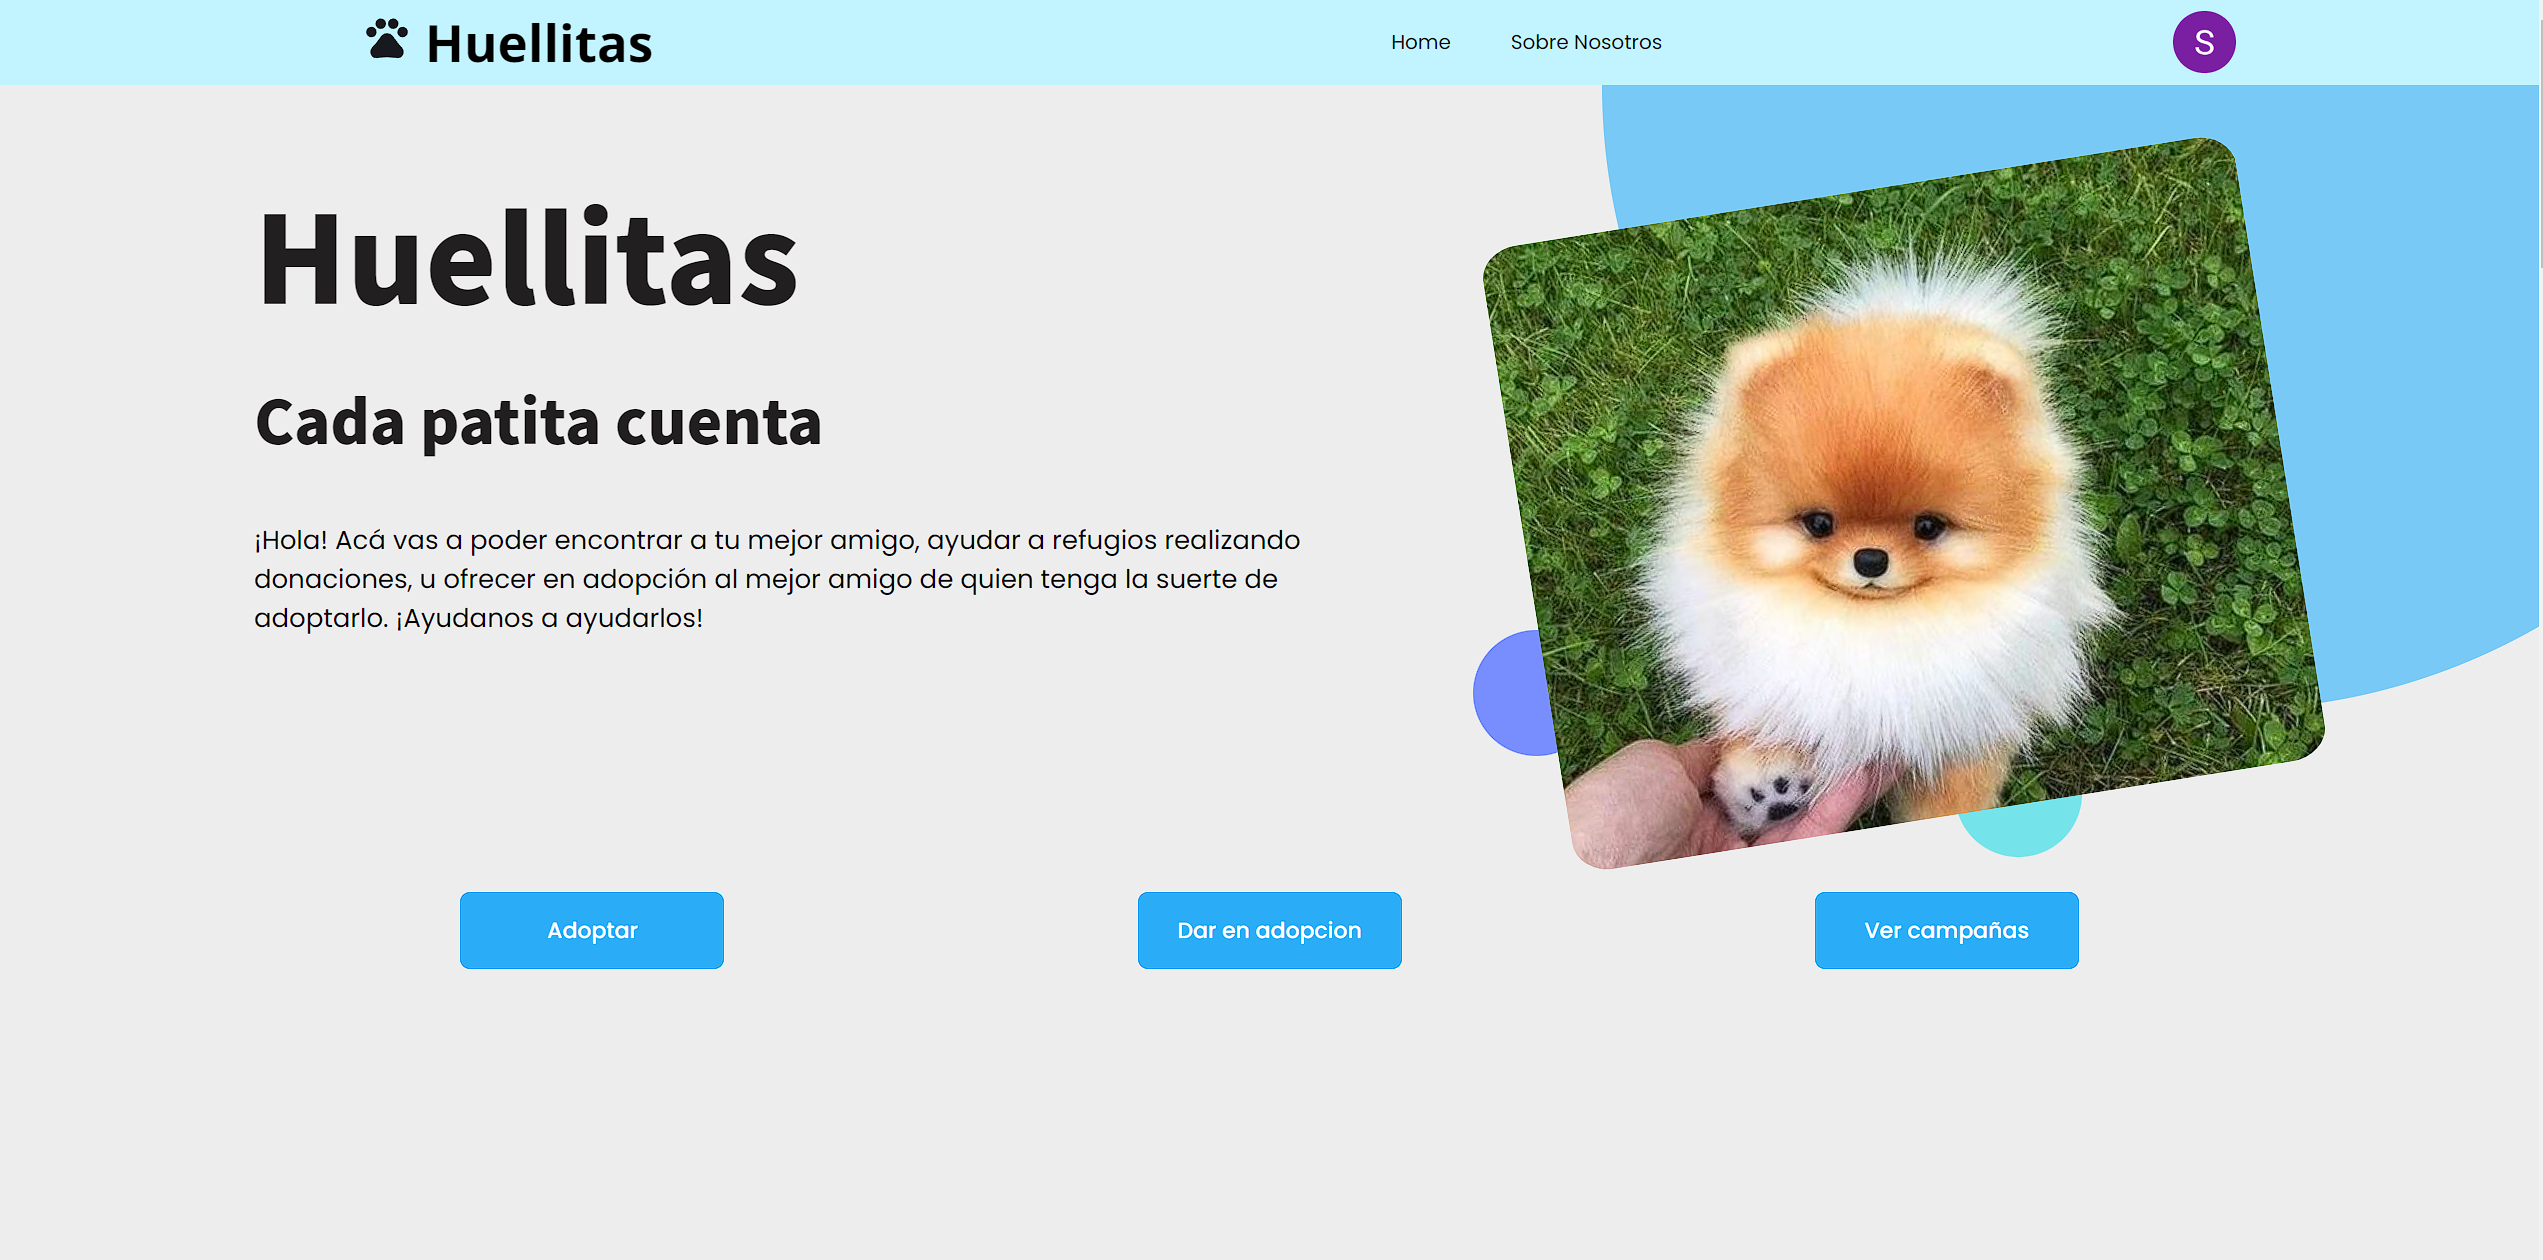 Huellitas
Home
Sobre Nosotros
S
Huellitas
Cada patita cuenta
¡Hola! Acá vas a poder encontrar a tu mejor amigo, ayudar a refugios realizando
donaciones, u ofrecer en adopción al mejor amigo de quien tenga la suerte de
adoptarlo. ¡Ayudanos a ayudarlos!
Adoptar
Dar en adopcion
Ver campañas